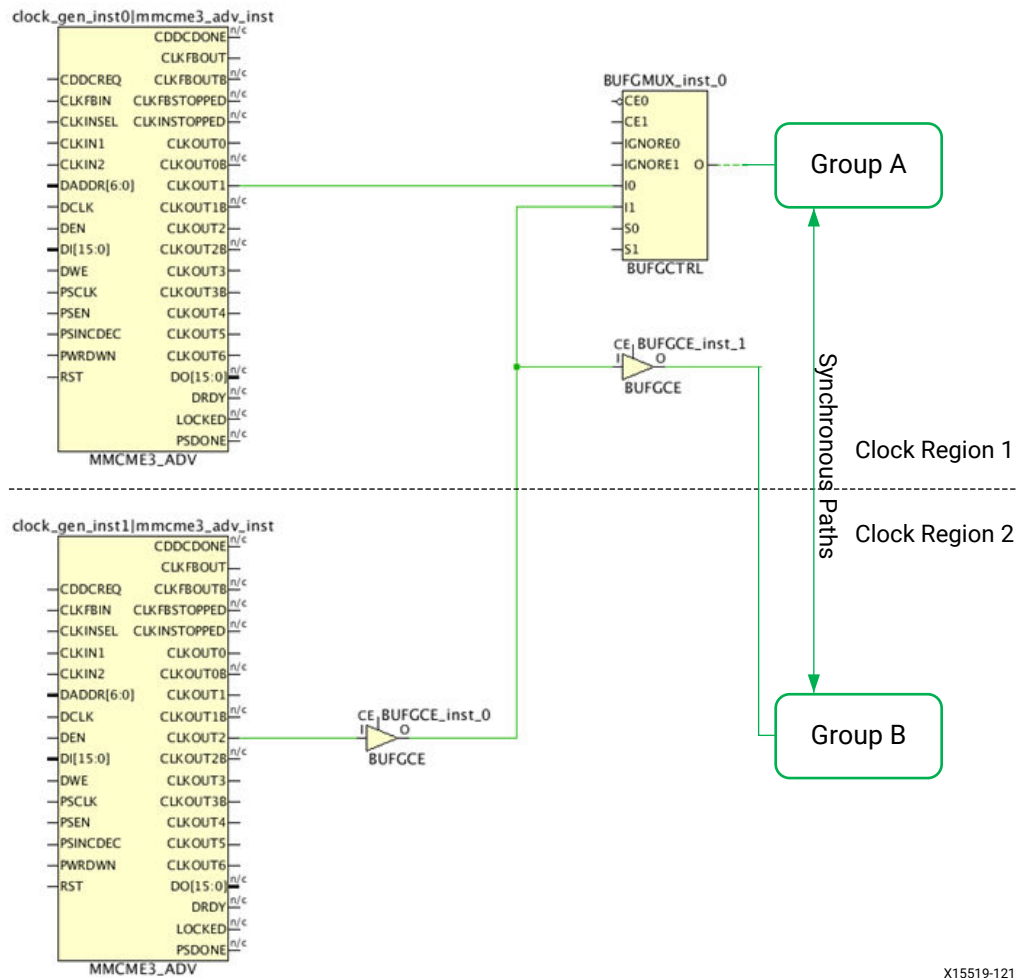 clock_gen_inst0|mmcme3_adv_inst
CDDCDONE n/c
CLKFBOUT
CDDCREQ CLKFBOUTB n/c
CLKFBIN CLKFBSTOPPED n/c
CLKINSEL CLKINSTOPPED n/c
CLKIN1 CLKOUT0
CLKIN2 CLKOUT0B n/c
DADDR[6:0] CLKOUT1
DCLK CLKOUT1B n/c
DEN CLKOUT2
DI[15:0] CLKOUT2B n/c
DWE CLKOUT3
PSCLK CLKOUT3B n/c
PSEN CLKOUT4
PSINCDEC CLKOUT5
PWRDWN CLKOUT6
RST DO[15:0] n/c
DRDY n/c
LOCKED n/c
PSDONE n/c
MMCME3_ADV
BUFGMUX_inst_0
CE0
CE1
IGNORE0
IGNORE1 O
I0
I1
S0
S1
BUFGCTRL
Group A
CE BUFGCE_inst_1
I O
BUFGCE
Synchronous Paths
Clock Region 1
Clock Region 2
clock_gen_inst1|mmcme3_adv_inst
CDDCDONE n/c
CLKFBOUT
CDDCREQ CLKFBOUTB n/c
CLKFBIN CLKFBSTOPPED n/c
CLKINSEL CLKINSTOPPED n/c
CLKIN1 CLKOUT0
CLKIN2 CLKOUT0B n/c
DADDR[6:0] CLKOUT1
DCLK CLKOUT1B n/c
DEN CLKOUT2
DI[15:0] CLKOUT2B n/c
DWE CLKOUT3
PSCLK CLKOUT3B n/c
PSEN CLKOUT4
PSINCDEC CLKOUT5
PWRDWN CLKOUT6
RST DO[15:0] n/c
DRDY n/c
LOCKED n/c
PSDONE n/c
MMCME3_ADV
CE BUFGCE_inst_0
I O
BUFGCE
Group B
X15519-121